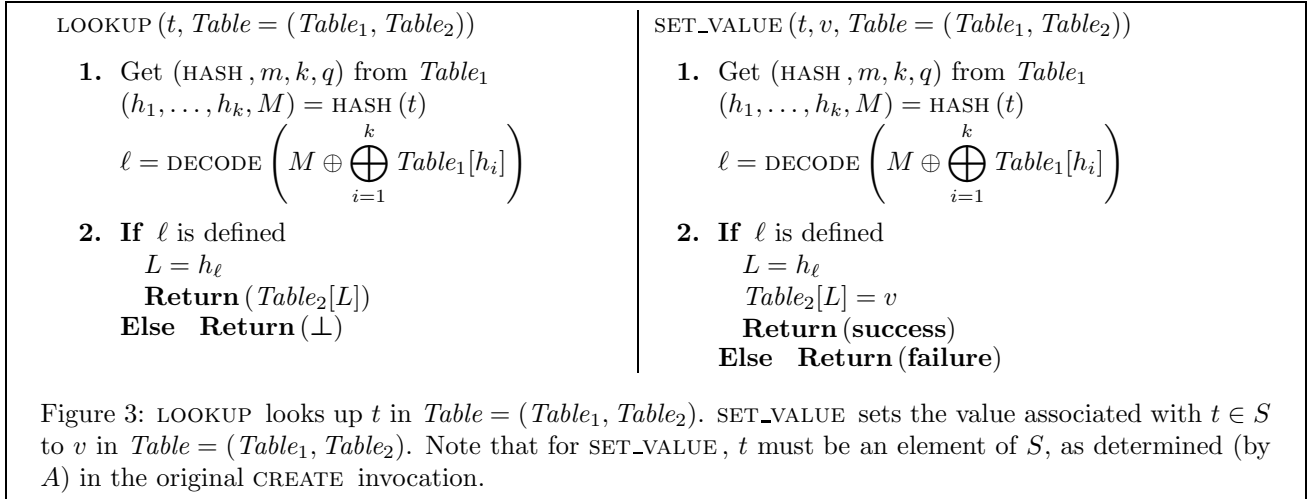 LOOKUP (t, Table = (Table₁, Table₂))
1. Get (HASH, m, k, q) from Table₁
(h₁, . . . , hₖ, M) = HASH (t)
ℓ = DECODE (M ⊕ ⨁ᵢ₌₁ᵏ Table₁[hᵢ])
2. If ℓ is defined
L = h_ℓ
Return (Table₂[L])
Else Return (⊥)
SET_VALUE (t, v, Table = (Table₁, Table₂))
1. Get (HASH, m, k, q) from Table₁
(h₁, . . . , hₖ, M) = HASH (t)
ℓ = DECODE (M ⊕ ⨁ᵢ₌₁ᵏ Table₁[hᵢ])
2. If ℓ is defined
L = h_ℓ
Table₂[L] = v
Return (success)
Else Return (failure)
Figure 3: LOOKUP looks up t in Table = (Table₁, Table₂). SET_VALUE sets the value associated with t ∈ S
to v in Table = (Table₁, Table₂). Note that for SET_VALUE, t must be an element of S, as determined (by
A) in the original CREATE invocation.